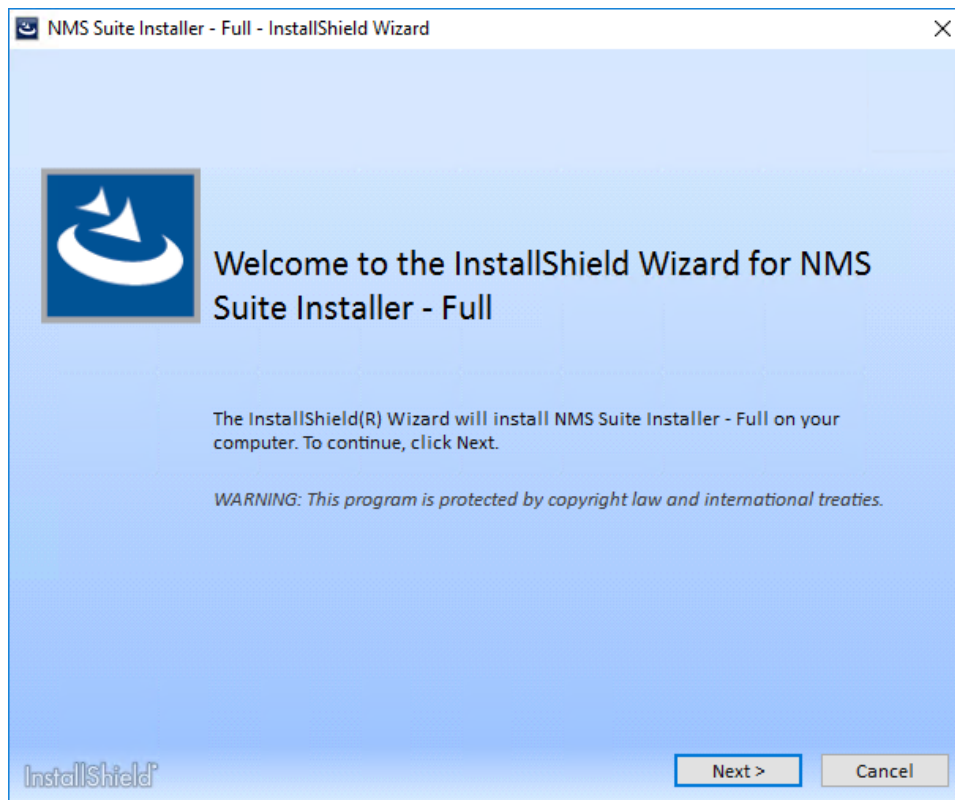 NMS Suite Installer - Full - InstallShield Wizard
Welcome to the InstallShield Wizard for NMS
Suite Installer - Full
The InstallShield(R) Wizard will install NMS Suite Installer - Full on your
computer. To continue, click Next.
WARNING: This program is protected by copyright law and international treaties.
InstallShield®
Next >
Cancel